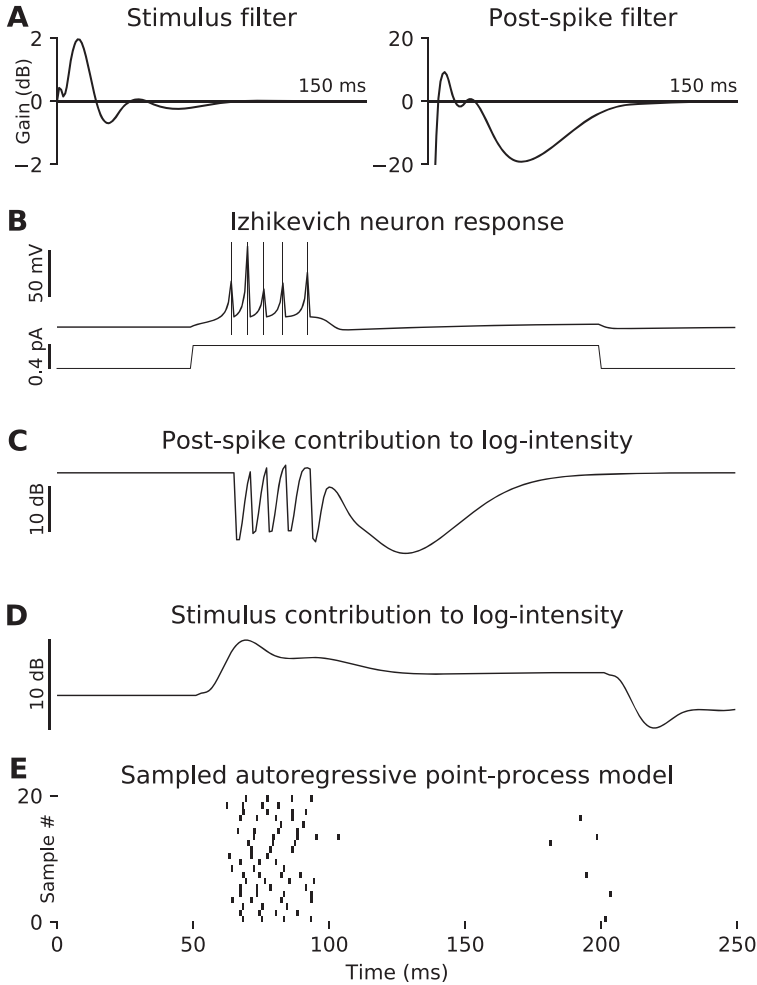 A
Stimulus filter
Post-spike filter
2
0
−2
Gain (dB)
150 ms
20
0
−20
150 ms
B
Izhikevich neuron response
50 mV
0.4 pA
C
Post-spike contribution to log-intensity
10 dB
D
Stimulus contribution to log-intensity
10 dB
E
Sampled autoregressive point-process model
20
0
Sample #
0
50
100
150
200
250
Time (ms)